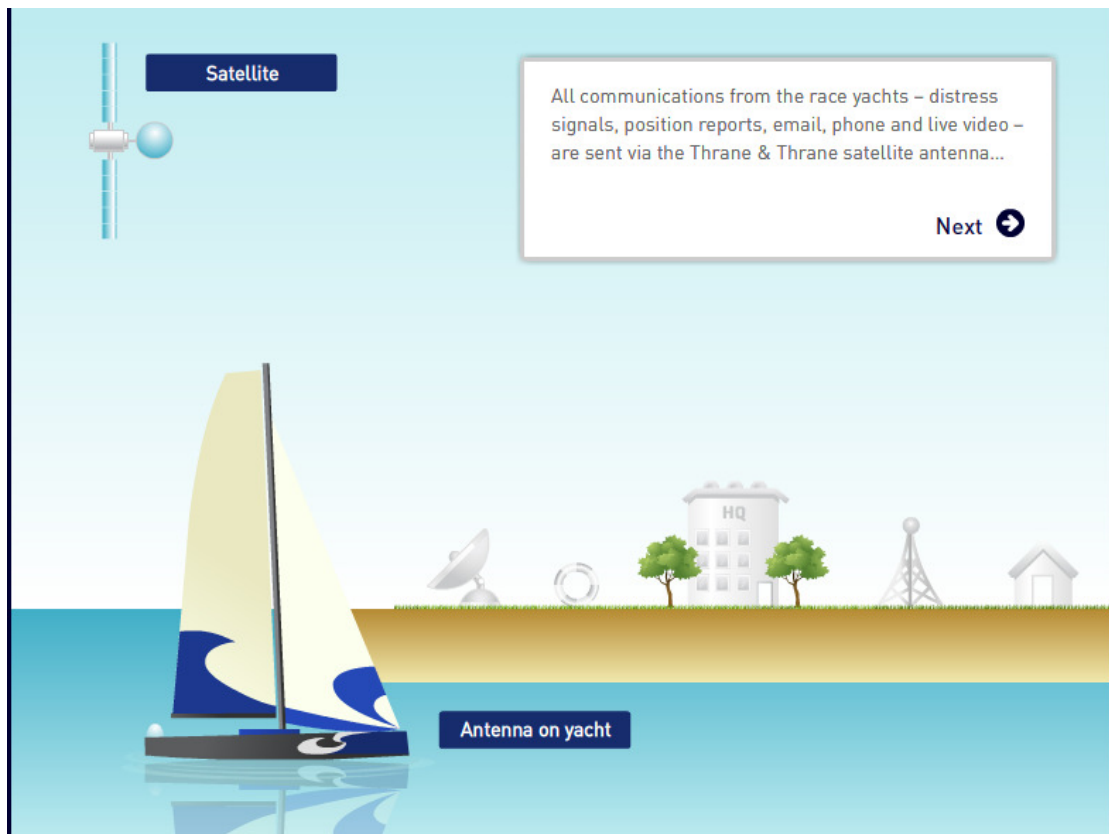 Satellite
All communications from the race yachts – distress
signals, position reports, email, phone and live video –
are sent via the Thrane & Thrane satellite antenna...
Next
HQ
Antenna on yacht